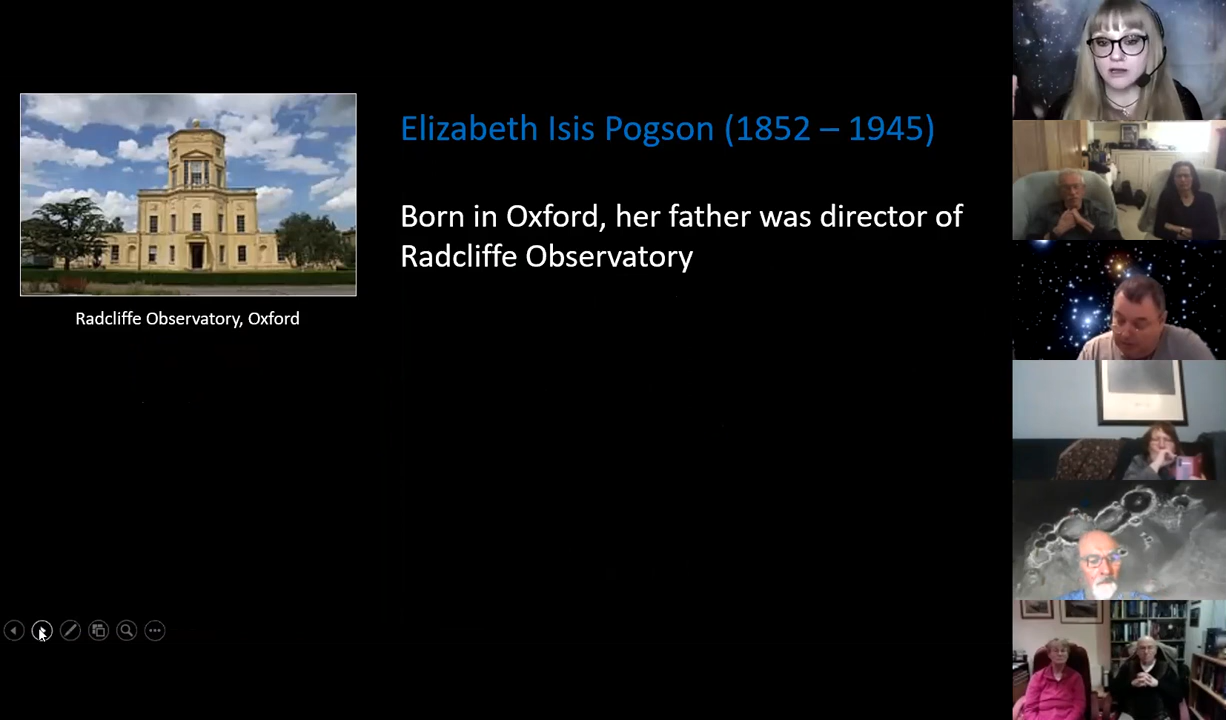 Elizabeth Isis Pogson (1852 – 1945)
Born in Oxford, her father was director of
Radcliffe Observatory
Radcliffe Observatory, Oxford